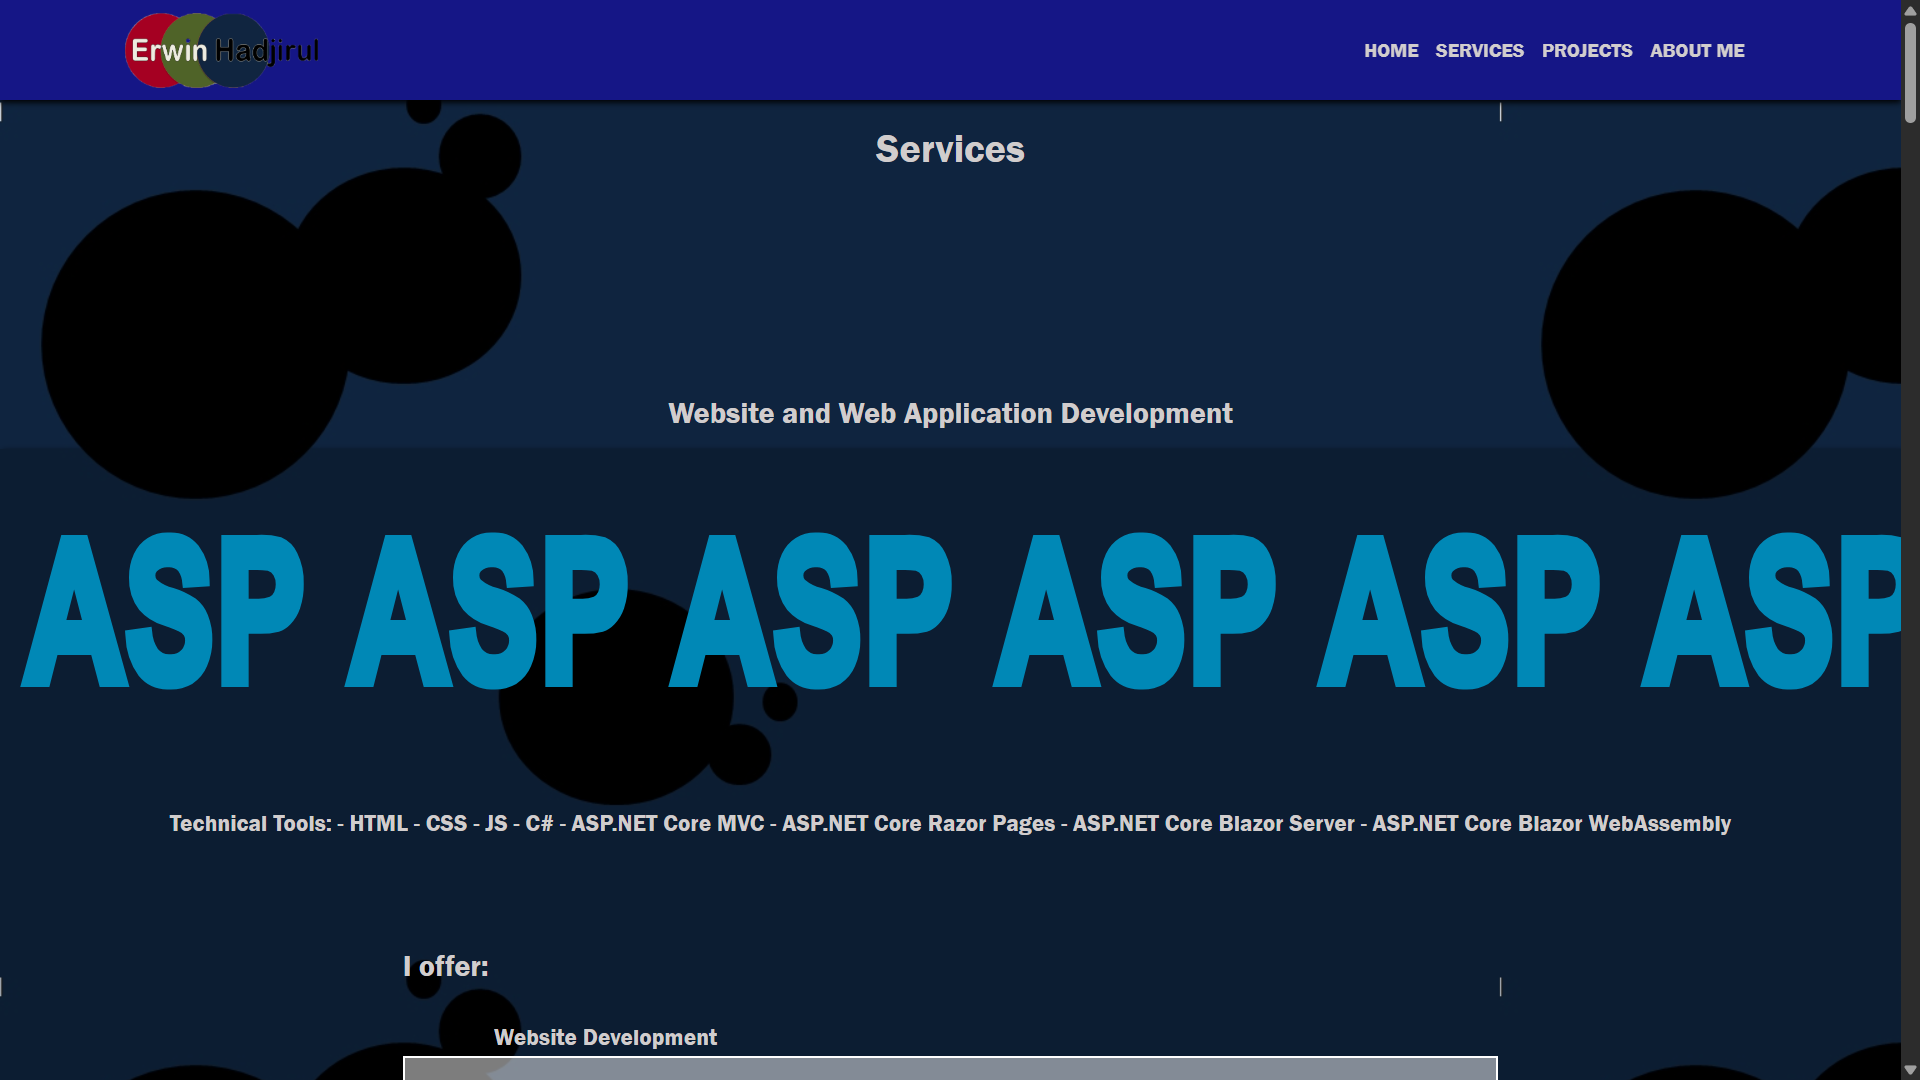 Erwin Hadjirul
HOME SERVICES PROJECTS ABOUT ME
Services
Website and Web Application Development
ASP ASP ASP ASP ASP ASP
Technical Tools: - HTML - CSS - JS - C# - ASP.NET Core MVC - ASP.NET Core Razor Pages - ASP.NET Core Blazor Server - ASP.NET Core Blazor WebAssembly
I offer:
Website Development